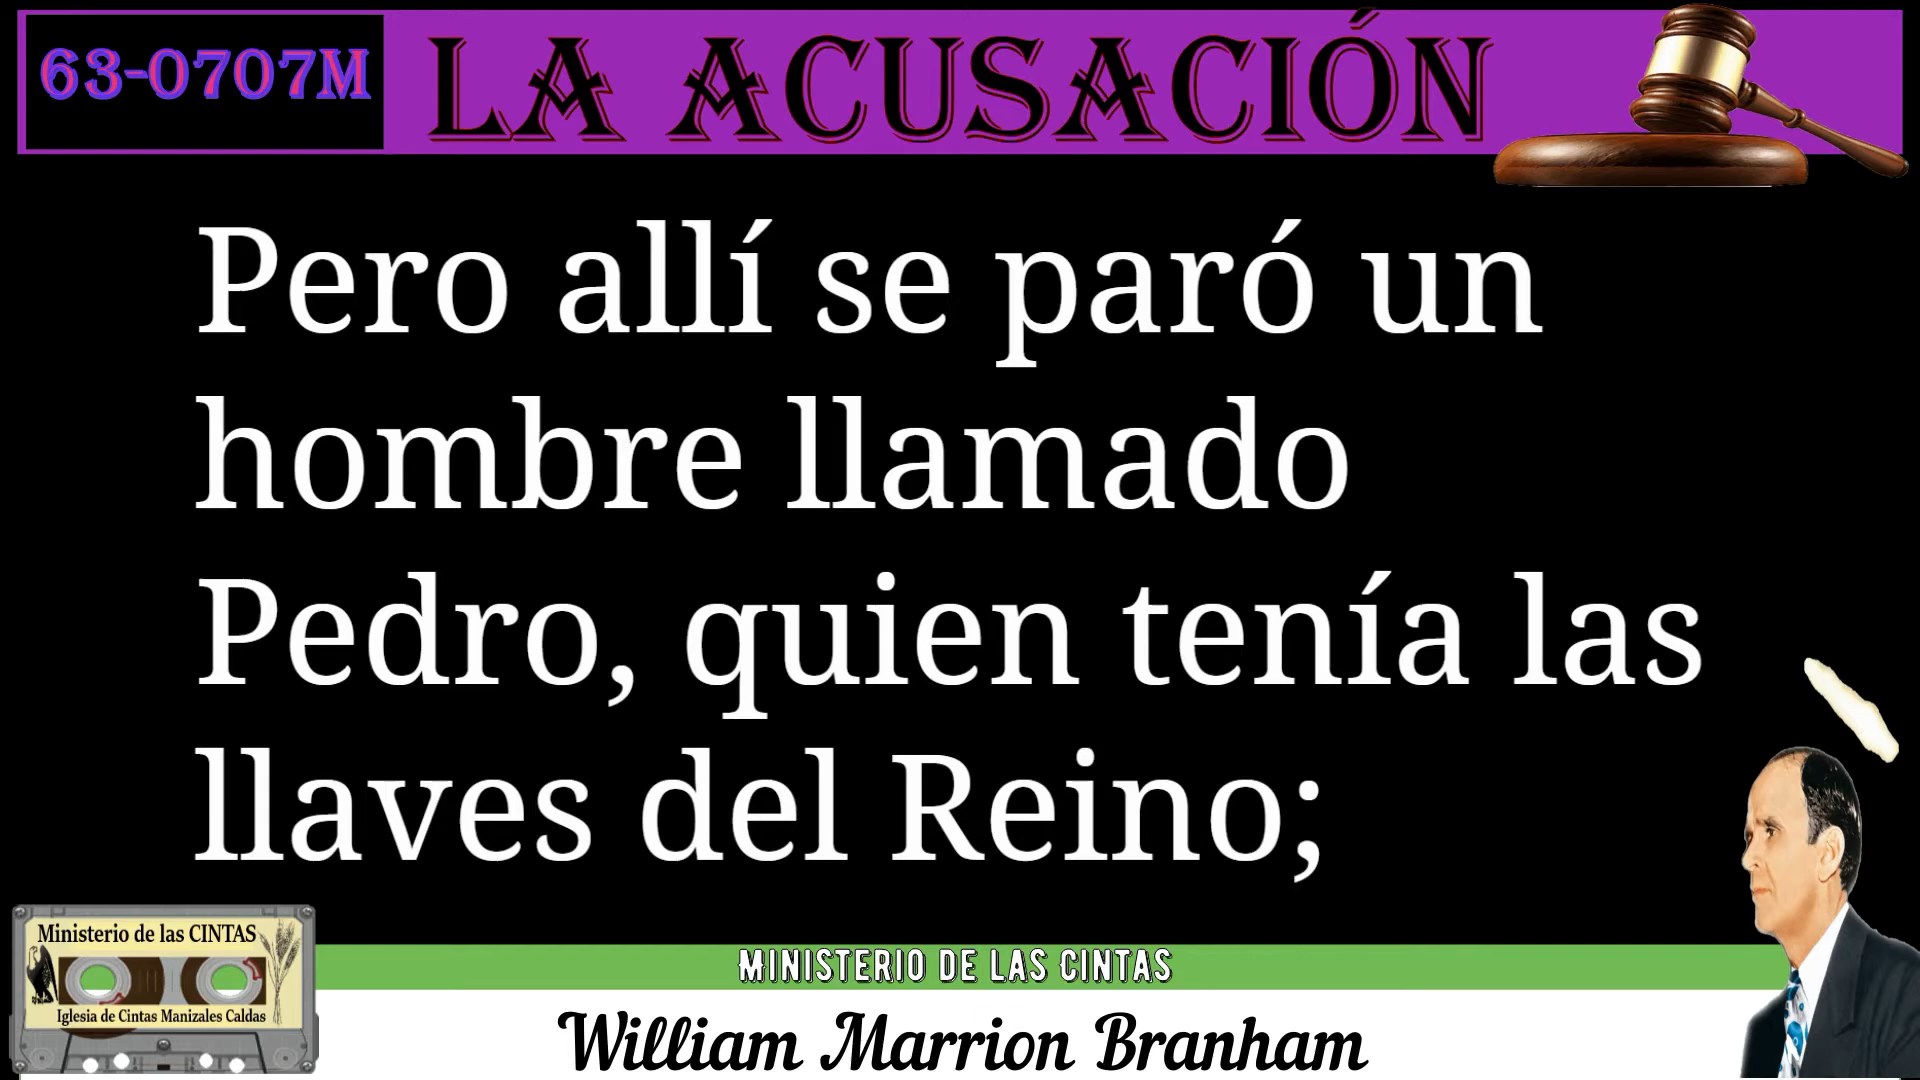 63-0707M
LA ACUSACIÓN
Pero allí se paró un
hombre llamado
Pedro, quien tenía las
llaves del Reino;
Ministerio de las CINTAS
Iglesia de Cintas Manizales Caldas
MINISTERIO DE LAS CINTAS
William Marrion Branham